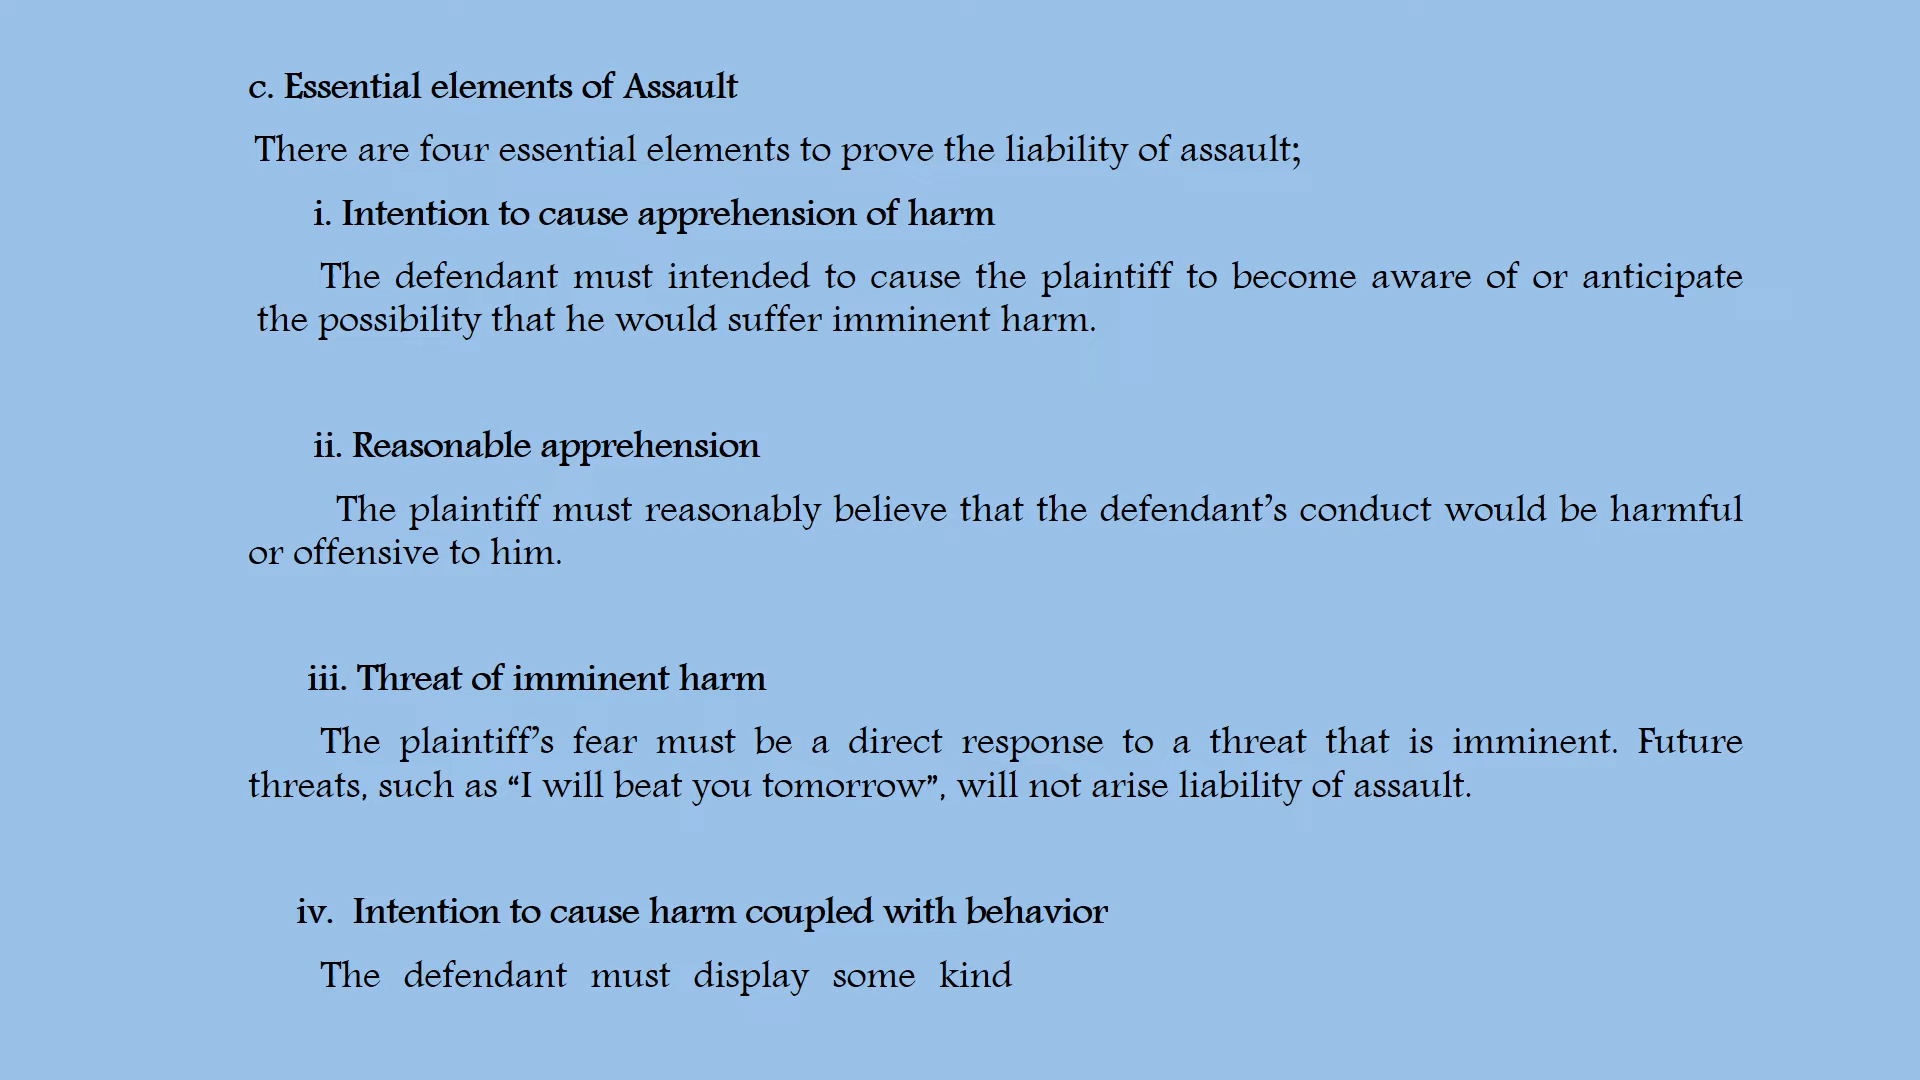 c. Essential elements of Assault
There are four essential elements to prove the liability of assault;
i. Intention to cause apprehension of harm
The defendant must intended to cause the plaintiff to become aware of or anticipate
the possibility that he would suffer imminent harm.
ii. Reasonable apprehension
The plaintiff must reasonably believe that the defendant’s conduct would be harmful
or offensive to him.
iii. Threat of imminent harm
The plaintiff’s fear must be a direct response to a threat that is imminent. Future
threats, such as “I will beat you tomorrow”, will not arise liability of assault.
iv. Intention to cause harm coupled with behavior
The defendant must display some kind